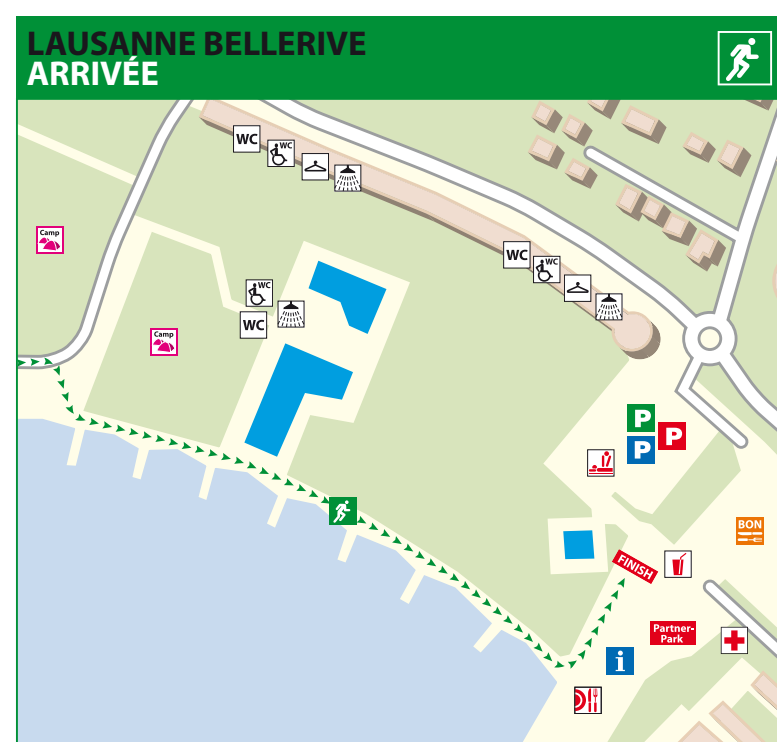 LAUSANNE BELLERIVE
ARRIVÉE
WC
WC
Camp
WC
WC
WC
WC
Camp
P
P
P
BON
FINISH
Partner-
Park
i